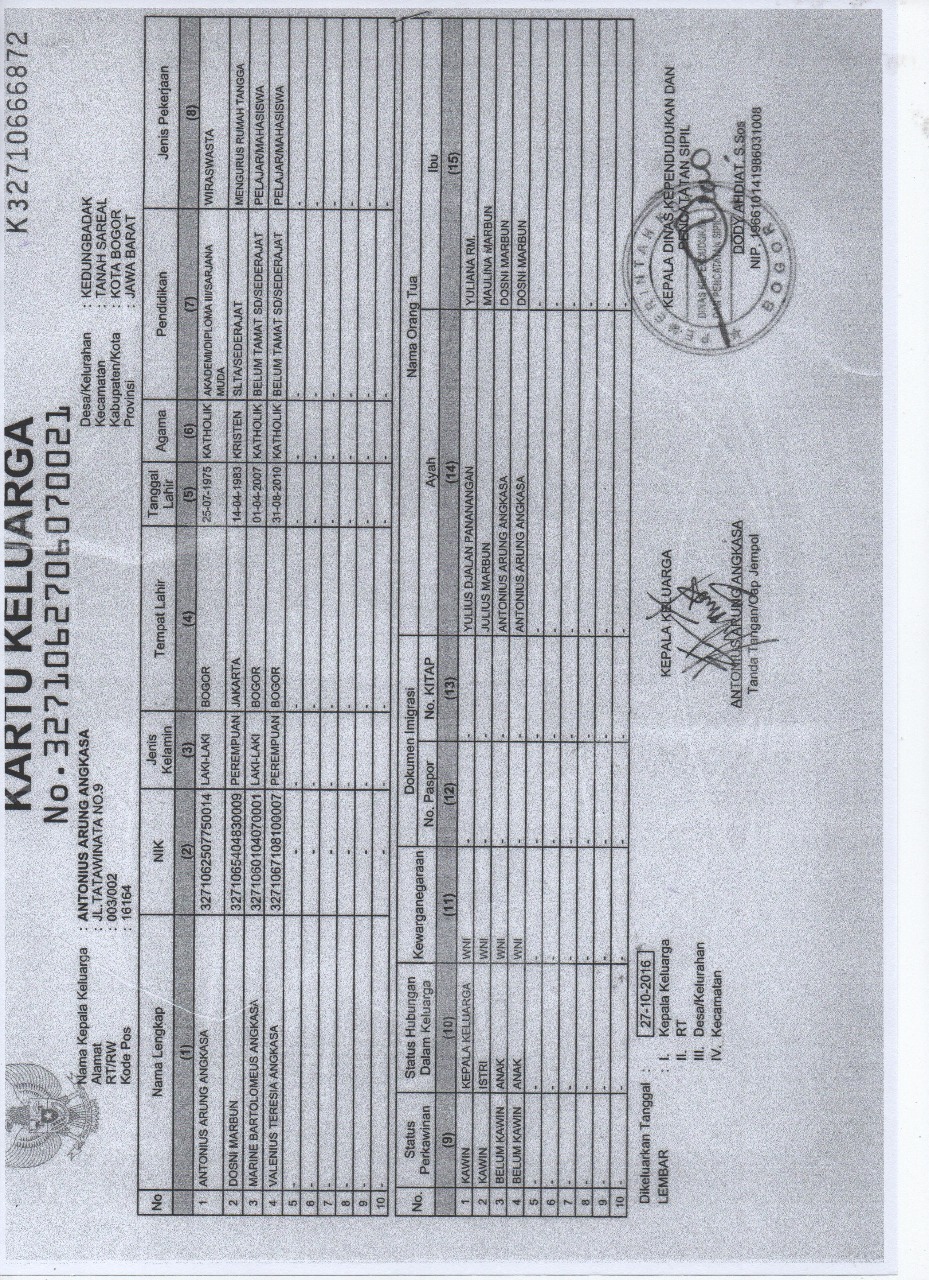 K 3271066687​2
KARTU KELUARGA
No. 3271062706070021
Nama Kepala Keluarga : ANTONIUS ARUNG ANGKASA
Alamat : JL.TATAWINATA NO.9
RT/RW : 003/002
Kode Pos : 16164
Desa/Kelurahan : KEDUNGBADAK
Kecamatan : TANAH SAREAL
Kabupaten/Kota : KOTA BOGOR
Provinsi : JAWA BARAT
No Nama Lengkap NIK Jenis Kelamin Tempat Lahir Tanggal Lahir Agama Pendidikan Jenis Pekerjaan
(1) (2) (3) (4) (5) (6) (7) (8)
1 ANTONIUS ARUNG ANGKASA 3271062507750014 LAKI-LAKI BOGOR 25-07-1975 KATHOLIK AKADEMI/DIPLOMA III/SARJANA MUDA WIRASWASTA
2 DOSNI MARBUN 3271065404830009 PEREMPUAN JAKARTA 14-04-1983 KRISTEN SLTA/SEDERAJAT MENGURUS RUMAH TANGGA
3 MARINE BARTOLOMEUS ANGKASA 3271060104070001 LAKI-LAKI BOGOR 01-04-2007 KATHOLIK BELUM TAMAT SD/SEDERAJAT PELAJAR/MAHASISWA
4 VALENIUS TERESIA ANGKASA 3271067108100007 PEREMPUAN BOGOR 31-08-2010 KATHOLIK BELUM TAMAT SD/SEDERAJAT PELAJAR/MAHASISWA
5 - - - - - - - -
6 - - - - - - - -
7 - - - - - - - -
8 - - - - - - - -
9 - - - - - - - -
10 - - - - - - - -
No. Status Perkawinan Status Hubungan Dalam Keluarga Kewarganegaraan Dokumen Imigrasi Nama Orang Tua
No. Paspor No. KITAP Ayah Ibu
(9) (10) (11) (12) (13) (14) (15)
1 KAWIN KEPALA KELUARGA WNI - - YULIUS DJALAN PANANANGAN YULIANA RM.
2 KAWIN ISTRI WNI - - JULIUS MARBUN MAULINA MARBUN
3 BELUM KAWIN ANAK WNI - - ANTONIUS ARUNG ANGKASA DOSNI MARBUN
4 BELUM KAWIN ANAK WNI - - ANTONIUS ARUNG ANGKASA DOSNI MARBUN
5 - - - - - - -
6 - - - - - - -
7 - - - - - - -
8 - - - - - - -
9 - - - - - - -
10 - - - - - - -
Dikeluarkan Tanggal : 27-10-2016
LEMBAR : I. Kepala Keluarga
II. RT
III. Desa/Kelurahan
IV. Kecamatan
KEPALA KELUARGA
ANTONIUS ARUNG ANGKASA
Tanda Tangan/Cap Jempol
KEPALA DINAS KEPENDUDUKAN DAN
PENCATATAN SIPIL
PEMERINTAH
DINAS KEPENDUDUKAN
DAN PENCATATAN SIPIL
BOGOR
DODY AHDIAT, S.Sos
NIP. 196610141986031008